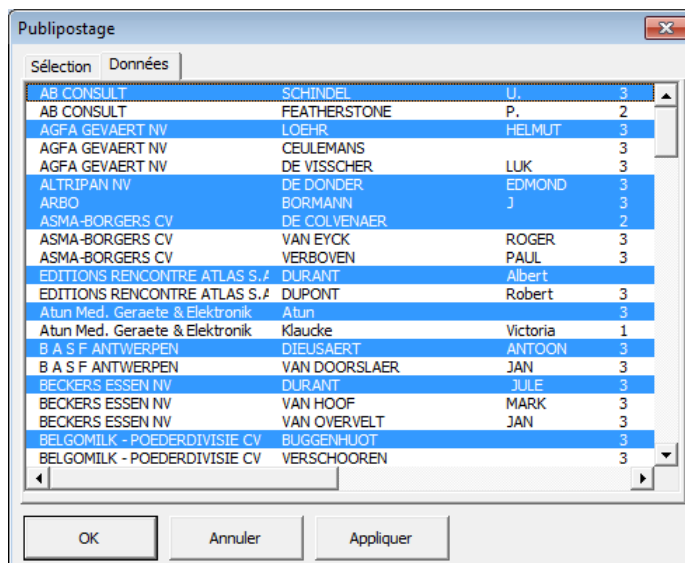 Publipostage
Sélection Données
AB CONSULT SCHINDEL U. 3
AB CONSULT FEATHERSTONE P. 2
AGFA GEVAERT NV LOEHR HELMUT 3
AGFA GEVAERT NV CEULEMANS 3
AGFA GEVAERT NV DE VISSCHER LUK 3
ALTRIPAN NV DE DONDER EDMOND 3
ARBO BORMANN J 3
ASMA-BORGERS CV DE COLVENAER 2
ASMA-BORGERS CV VAN EYCK ROGER 3
ASMA-BORGERS CV VERBOVEN PAUL 3
EDITIONS RENCONTRE ATLAS S.A DURANT Albert
EDITIONS RENCONTRE ATLAS S.A DUPONT Robert 3
Atun Med. Geraete & Elektronik Atun 3
Atun Med. Geraete & Elektronik Klaucke Victoria 1
B A S F ANTWERPEN DIEUSAERT ANTOON 3
B A S F ANTWERPEN VAN DOORSLAER JAN 3
BECKERS ESSEN NV DURANT JULE 3
BECKERS ESSEN NV VAN HOOF MARK 3
BECKERS ESSEN NV VAN OVERVELT JAN 3
BELGOMILK - POEDERDIVISIE CV BUGGENHUOT 3
BELGOMILK - POEDERDIVISIE CV VERSCHOOREN 3
OK Annuler Appliquer